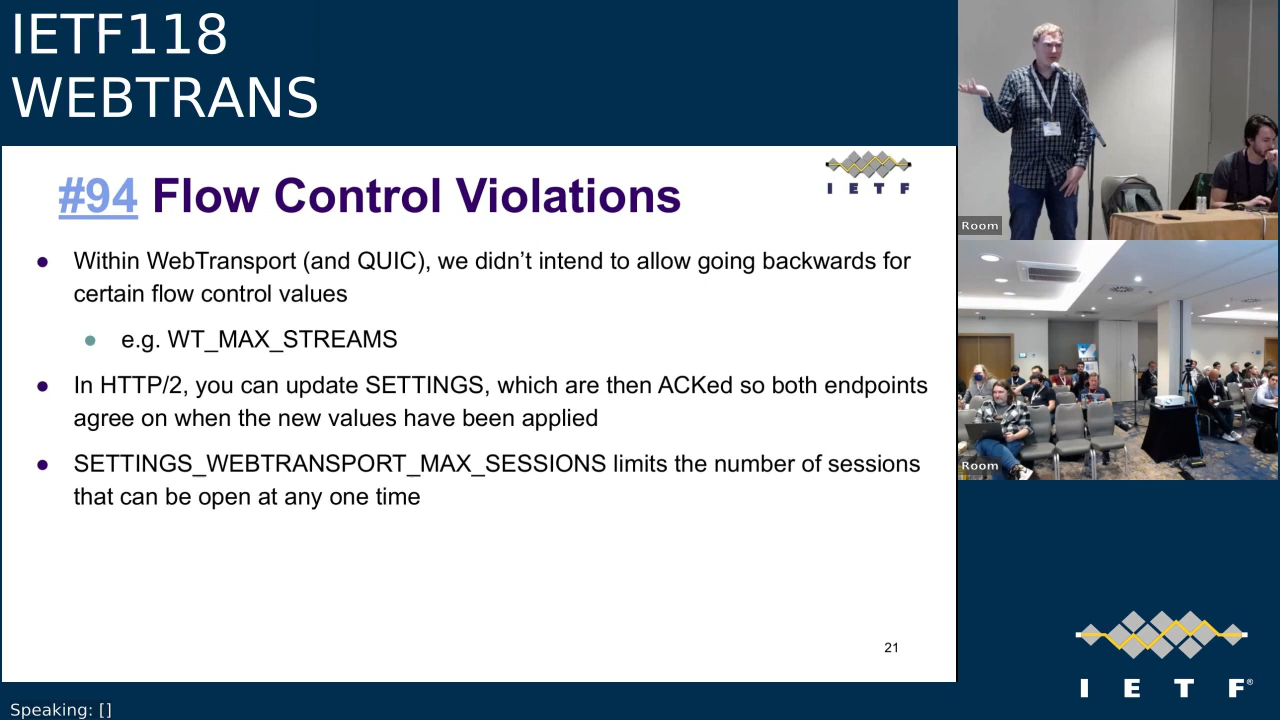 IETF118
WEBTRANS
#94 Flow Control Violations
I E T F
● Within WebTransport (and QUIC), we didn’t intend to allow going backwards for
certain flow control values
● e.g. WT_MAX_STREAMS
● In HTTP/2, you can update SETTINGS, which are then ACKed so both endpoints
agree on when the new values have been applied
● SETTINGS_WEBTRANSPORT_MAX_SESSIONS limits the number of sessions
that can be open at any one time
21
Room
Room
I E T F®
Speaking: []